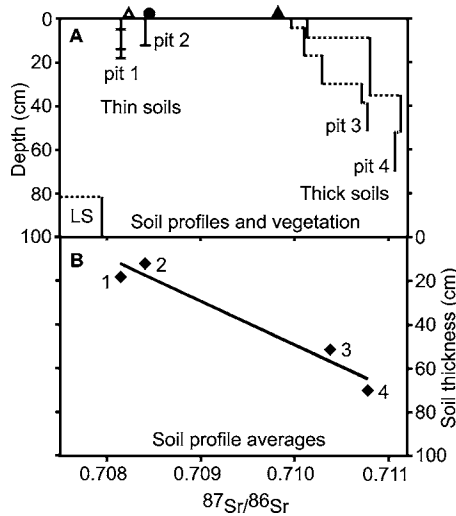 0
A
pit 2
20
pit 1
40
Thin soils
pit 3
60
pit 4
Thick soils
80
LS
Soil profiles and vegetation
100
0
Depth (cm)
B
1
2
20
40
3
60
4
80
Soil profile averages
100
Soil thickness (cm)
0.708
0.709
0.710
0.711
87Sr/86Sr